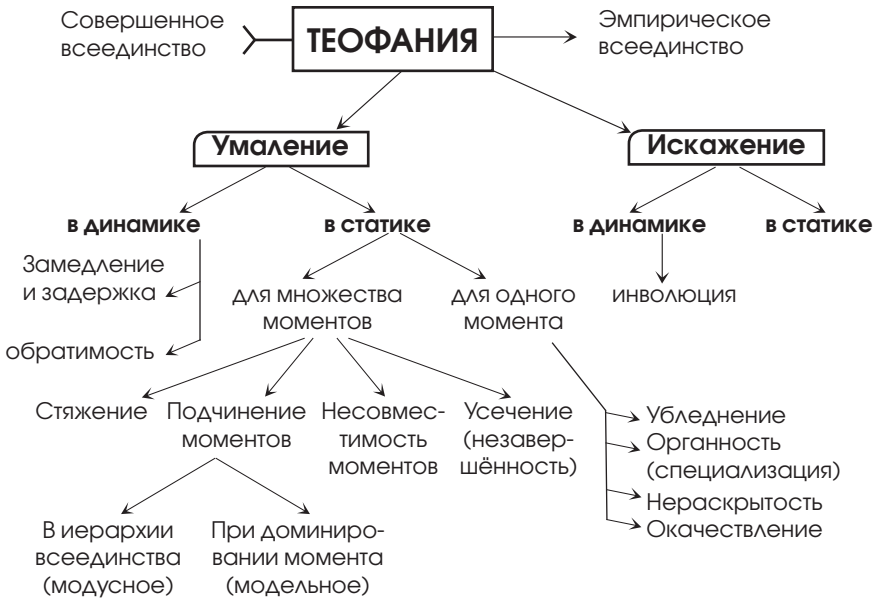 Совершенное
всеединство
ТЕОФАНИЯ
Эмпирическое
всеединство
Умаление
Искажение
в динамике
в статике
в динамике
в статике
Замедление
и задержка
обратимость
для множества
моментов
для одного
момента
инволюция
Стяжение
Подчинение
моментов
Несовмес-
тимость
моментов
Усечение
(незавер-
шённость)
Убледнение
Органность
(специализация)
Нераскрытость
Окачествление
В иерархии
всеединства
(модусное)
При доминиро-
вании момента
(модельное)